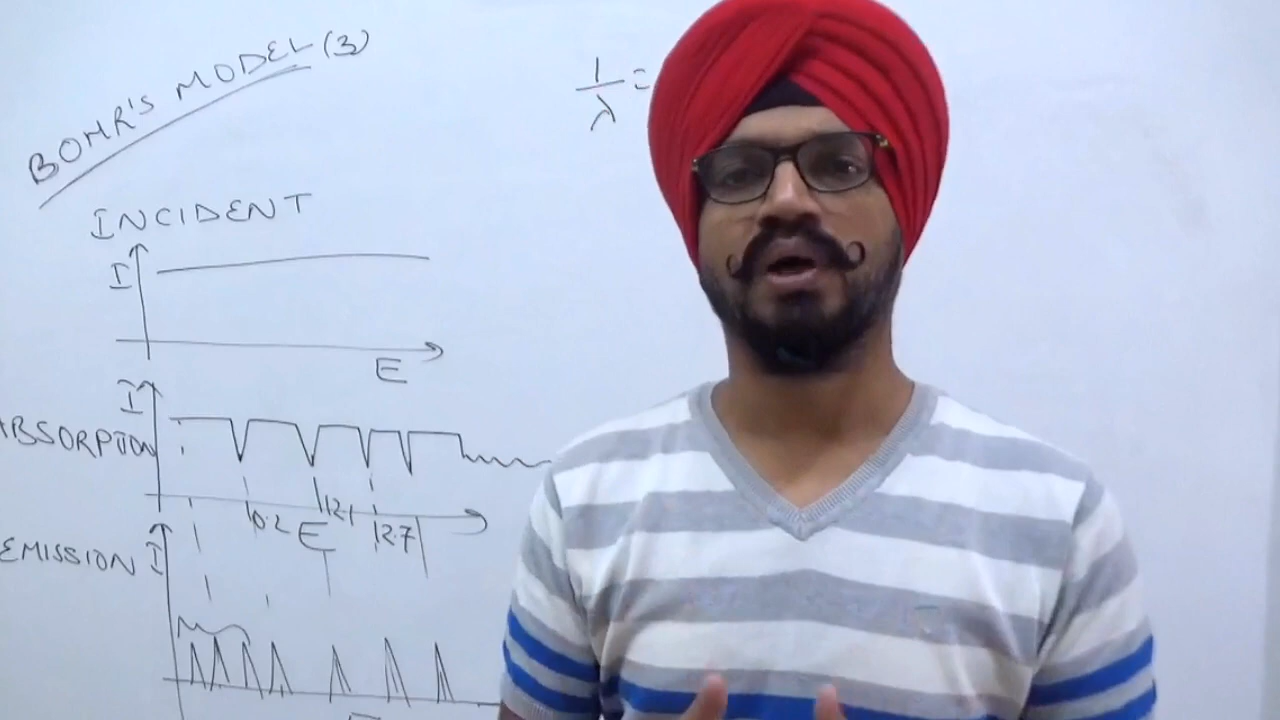 BOHR'S MODEL (3)
1/λ =
INCIDENT
I
E
I
ABSORPTION
10.2
12.1
12.7
E
EMISSION I